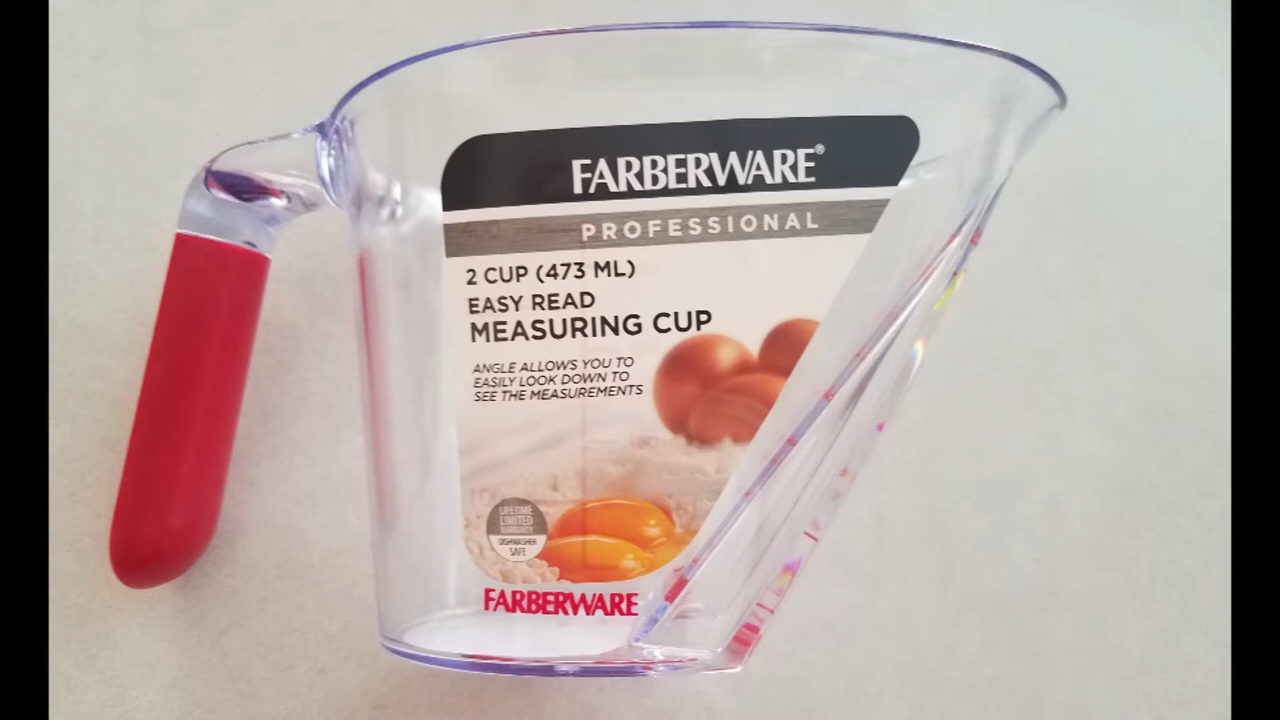 FARBERWARE®
PROFESSIONAL
2 CUP (473 ML)
EASY READ
MEASURING CUP
ANGLE ALLOWS YOU TO
EASILY LOOK DOWN TO
SEE THE MEASUREMENTS
LIFETIME
LIMITED
WARRANTY
DISHWASHER
SAFE
FARBERWARE